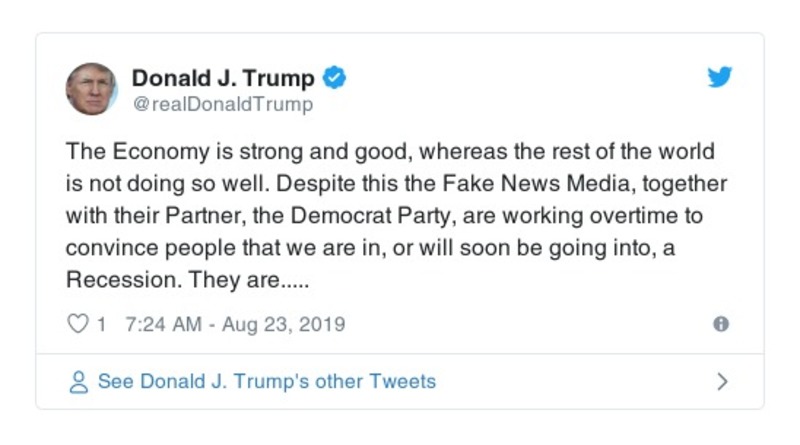 Donald J. Trump
@realDonaldTrump
The Economy is strong and good, whereas the rest of the world
is not doing so well. Despite this the Fake News Media, together
with their Partner, the Democrat Party, are working overtime to
convince people that we are in, or will soon be going into, a
Recession. They are.....
1 7:24 AM - Aug 23, 2019
See Donald J. Trump's other Tweets